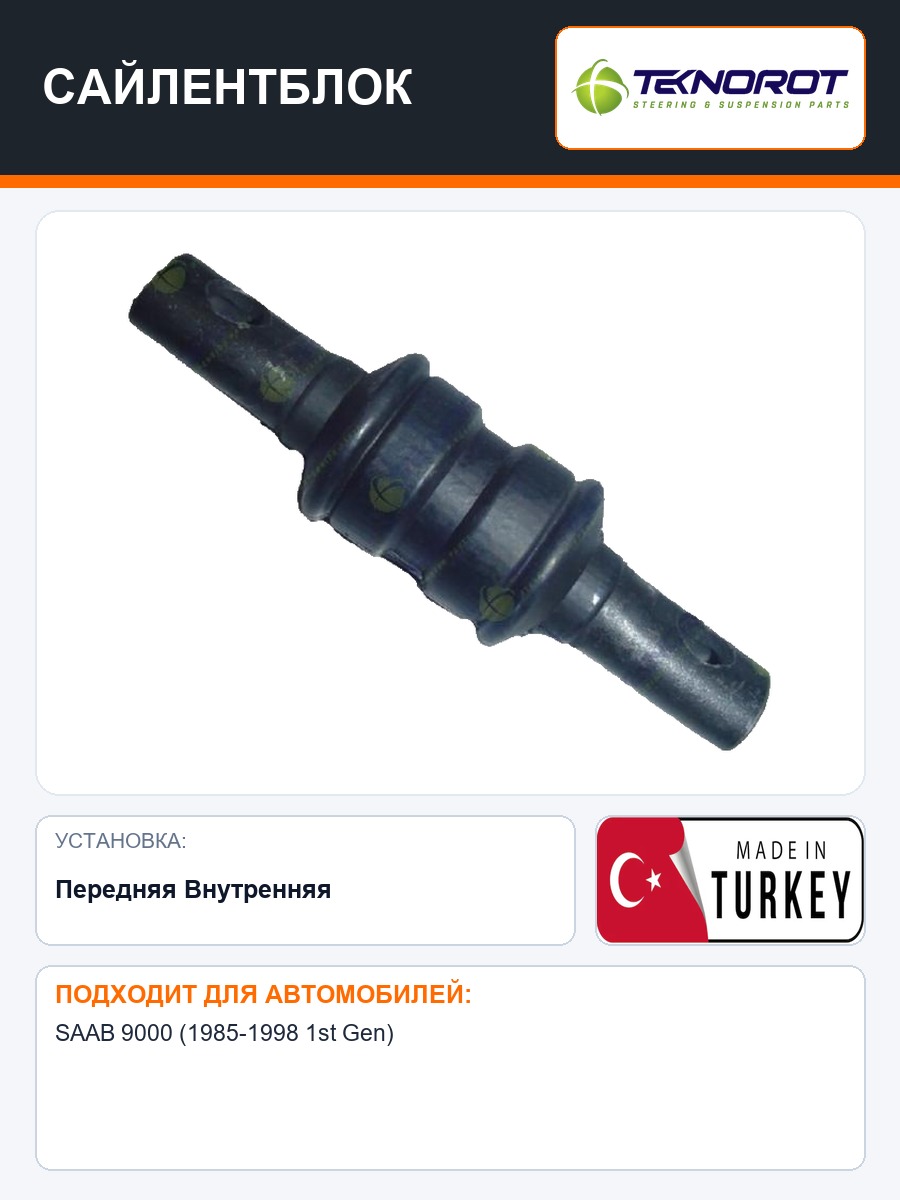 САЙЛЕНТБЛОК
TEKNOROT
STEERING & SUSPENSION PARTS
УСТАНОВКА:
Передняя Внутренняя
MADE IN
TURKEY
ПОДХОДИТ ДЛЯ АВТОМОБИЛЕЙ:
SAAB 9000 (1985-1998 1st Gen)